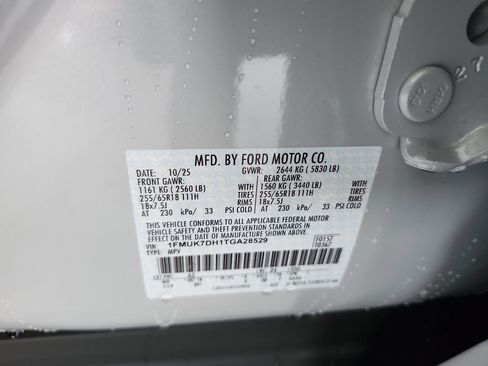 27
MFD. BY FORD MOTOR CO.
DATE: 10/25 GVWR: 2644 KG ( 5830 LB)
FRONT GAWR: REAR GAWR:
1161 KG ( 2560 LB) 1560 KG ( 3440 LB)
255/65R18 111H TIRES 255/65R18 111H
18x7.5J RIMS 18x7.5J
AT 230 kPa/ 33 PSI COLD AT 230 kPa/ 33 PSI COLD
THIS VEHICLE CONFORMS TO ALL APPLICABLE FEDERAL MOTOR
VEHICLE SAFETY AND THEFT PREVENTION STANDARDS IN EFFECT ON THE
DATE OF MANUFACTURE SHOWN ABOVE.
VIN: 1FMUK7DH1TGA28529 F0157
TYPE: MPV T0367